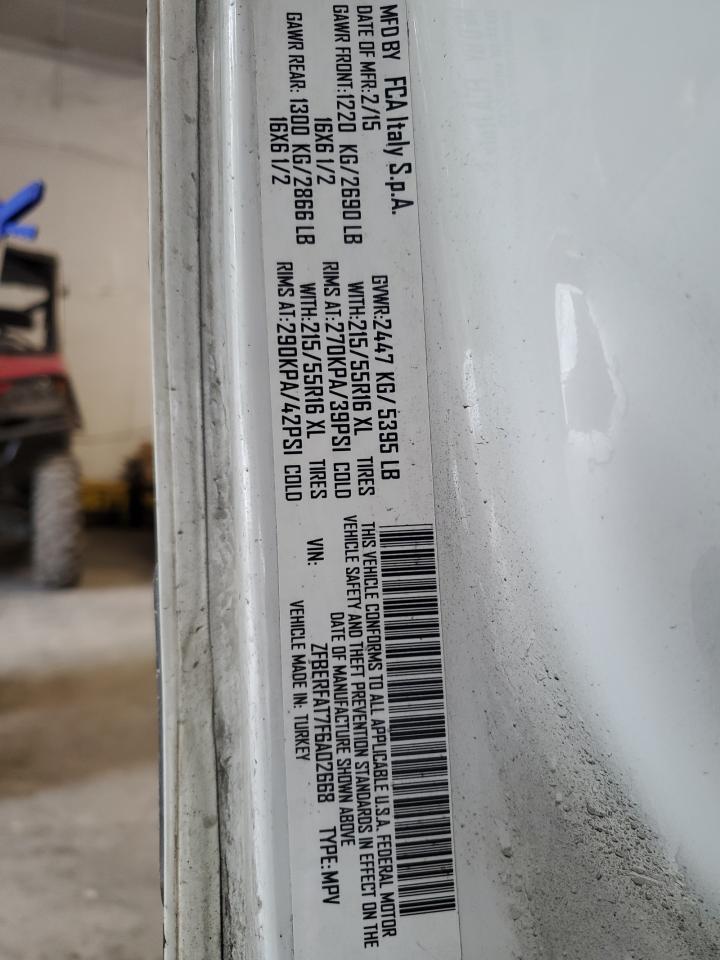 MFD BY FCA Italy S.p.A.
DATE OF MFR:2/15 GVWR:2447 KG/5395 LB
GAWR FRONT:1220 KG/2690 LB WITH:215/55R16 XL TIRES
16X6 1/2 RIMS AT:270KPA/39PSI COLD
GAWR REAR: 1300 KG/2866 LB WITH:215/55R16 XL TIRES
16X6 1/2 RIMS AT:290KPA/42PSI COLD
THIS VEHICLE CONFORMS TO ALL APPLICABLE U.S.A. FEDERAL MOTOR
VEHICLE SAFETY AND THEFT PREVENTION STANDARDS IN EFFECT ON THE
DATE OF MANUFACTURE SHOWN ABOVE
VIN: ZFBERFAT7F6A02668 TYPE:MPV
VEHICLE MADE IN: TURKEY